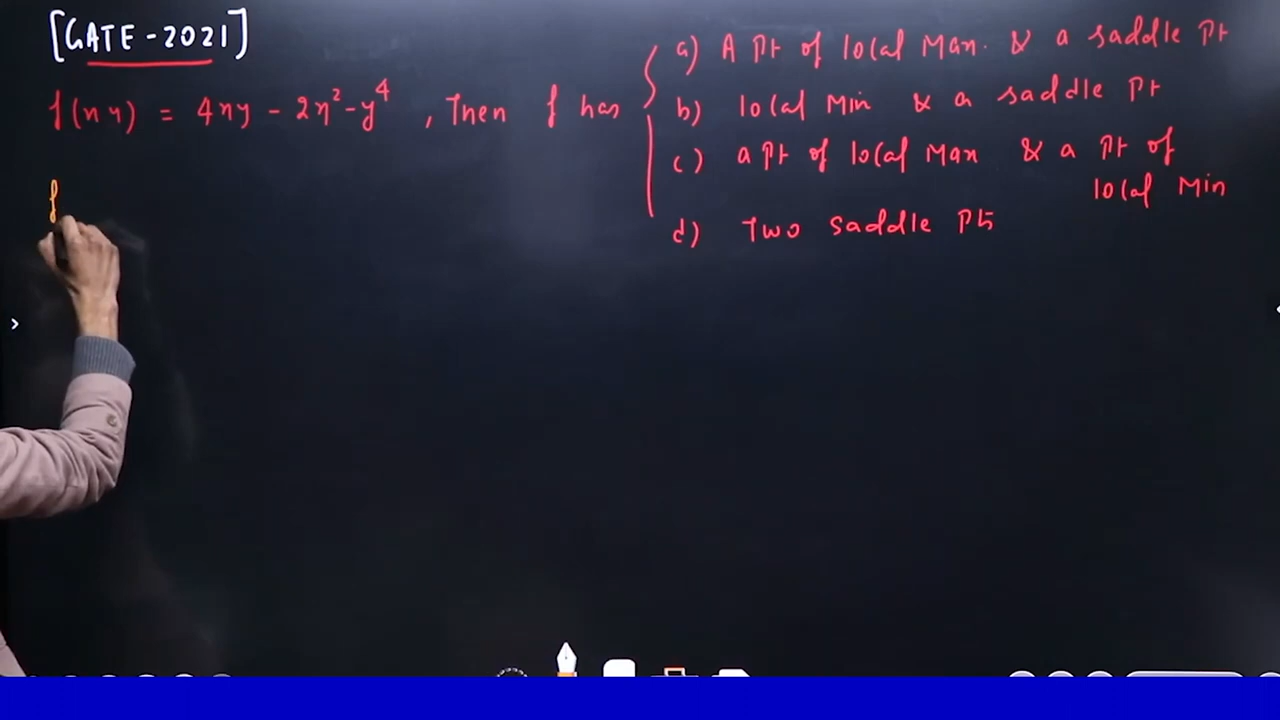 [GATE-2021]
f(x y) = 4xy - 2x² - y⁴ , Then f has
a) A Pt of local Max. & a saddle Pt
b) local Min & a saddle Pt
c) a Pt of local Max & a Pt of
local Min
d) Two saddle Pts
f